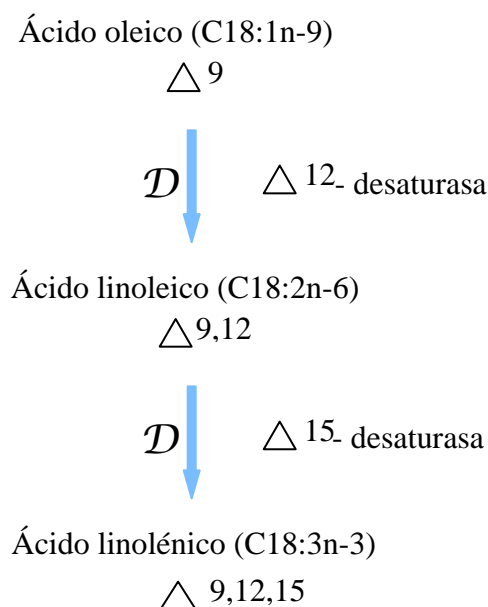 Ácido oleico (C18:1n-9)
△ 9
𝒟 △ 12- desaturasa
Ácido linoleico (C18:2n-6)
△ 9,12
𝒟 △ 15- desaturasa
Ácido linolénico (C18:3n-3)
△ 9,12,15